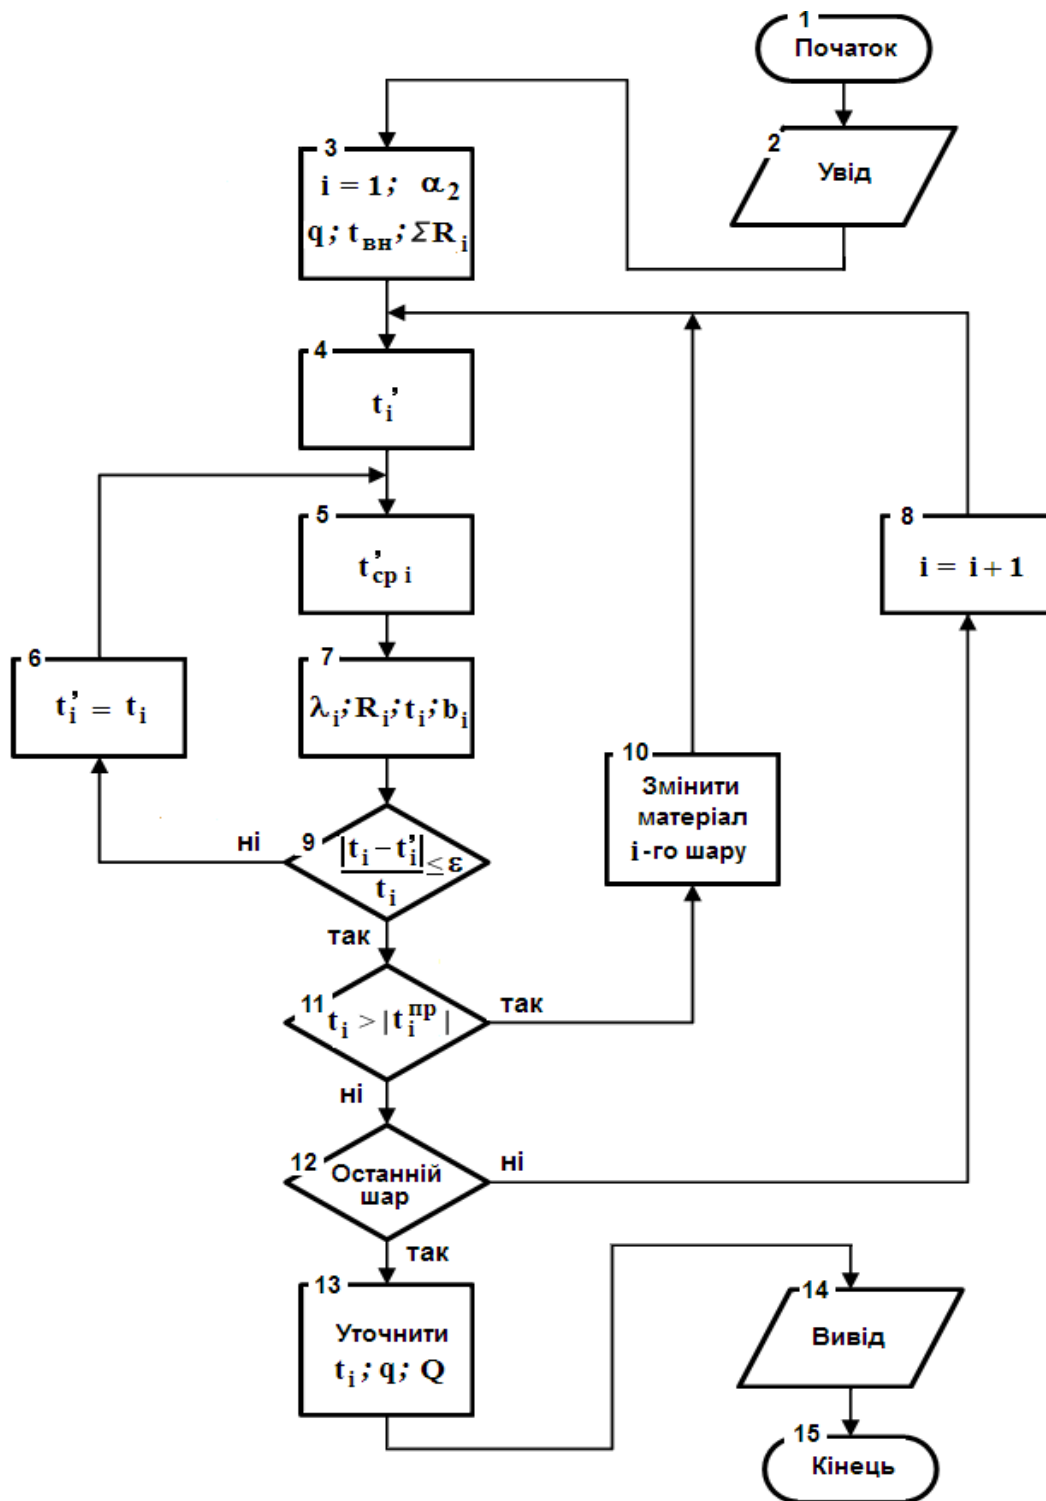 1
Початок
2
Увід
3
i = 1; α₂
q; tвн; ΣRᵢ
4
tᵢ'
5
t'ср i
6
tᵢ' = tᵢ
7
λᵢ; Rᵢ; tᵢ; bᵢ
8
i = i + 1
9
|tᵢ – tᵢ'|
≤ ε
tᵢ
ні
так
10
Змінити
матеріал
i-го шару
11
tᵢ > |tᵢпр|
так
ні
12
Останній
шар
ні
так
13
Уточнити
tᵢ; q; Q
14
Вивід
15
Кінець